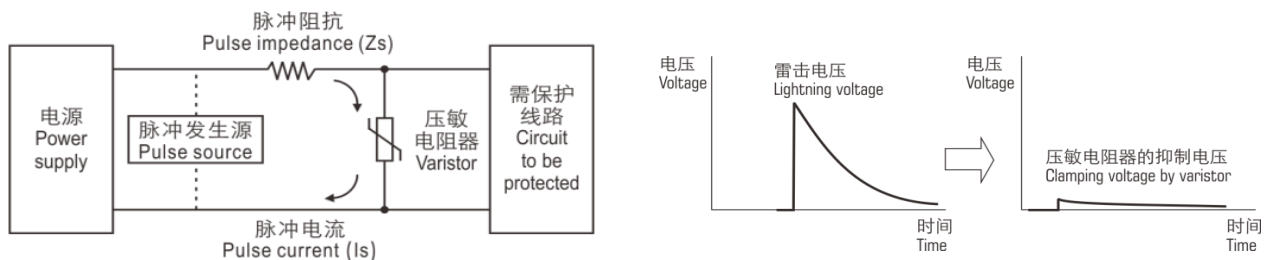 脉冲阻抗
Pulse impedance (Zs)
电源
Power
supply
脉冲发生源
Pulse source
压敏
电阻器
Varistor
需保护
线路
Circuit
to be
protected
脉冲电流
Pulse current (Is)
电压
Voltage
雷击电压
Lightning voltage
时间
Time
电压
Voltage
压敏电阻器的抑制电压
Clamping voltage by varistor
时间
Time